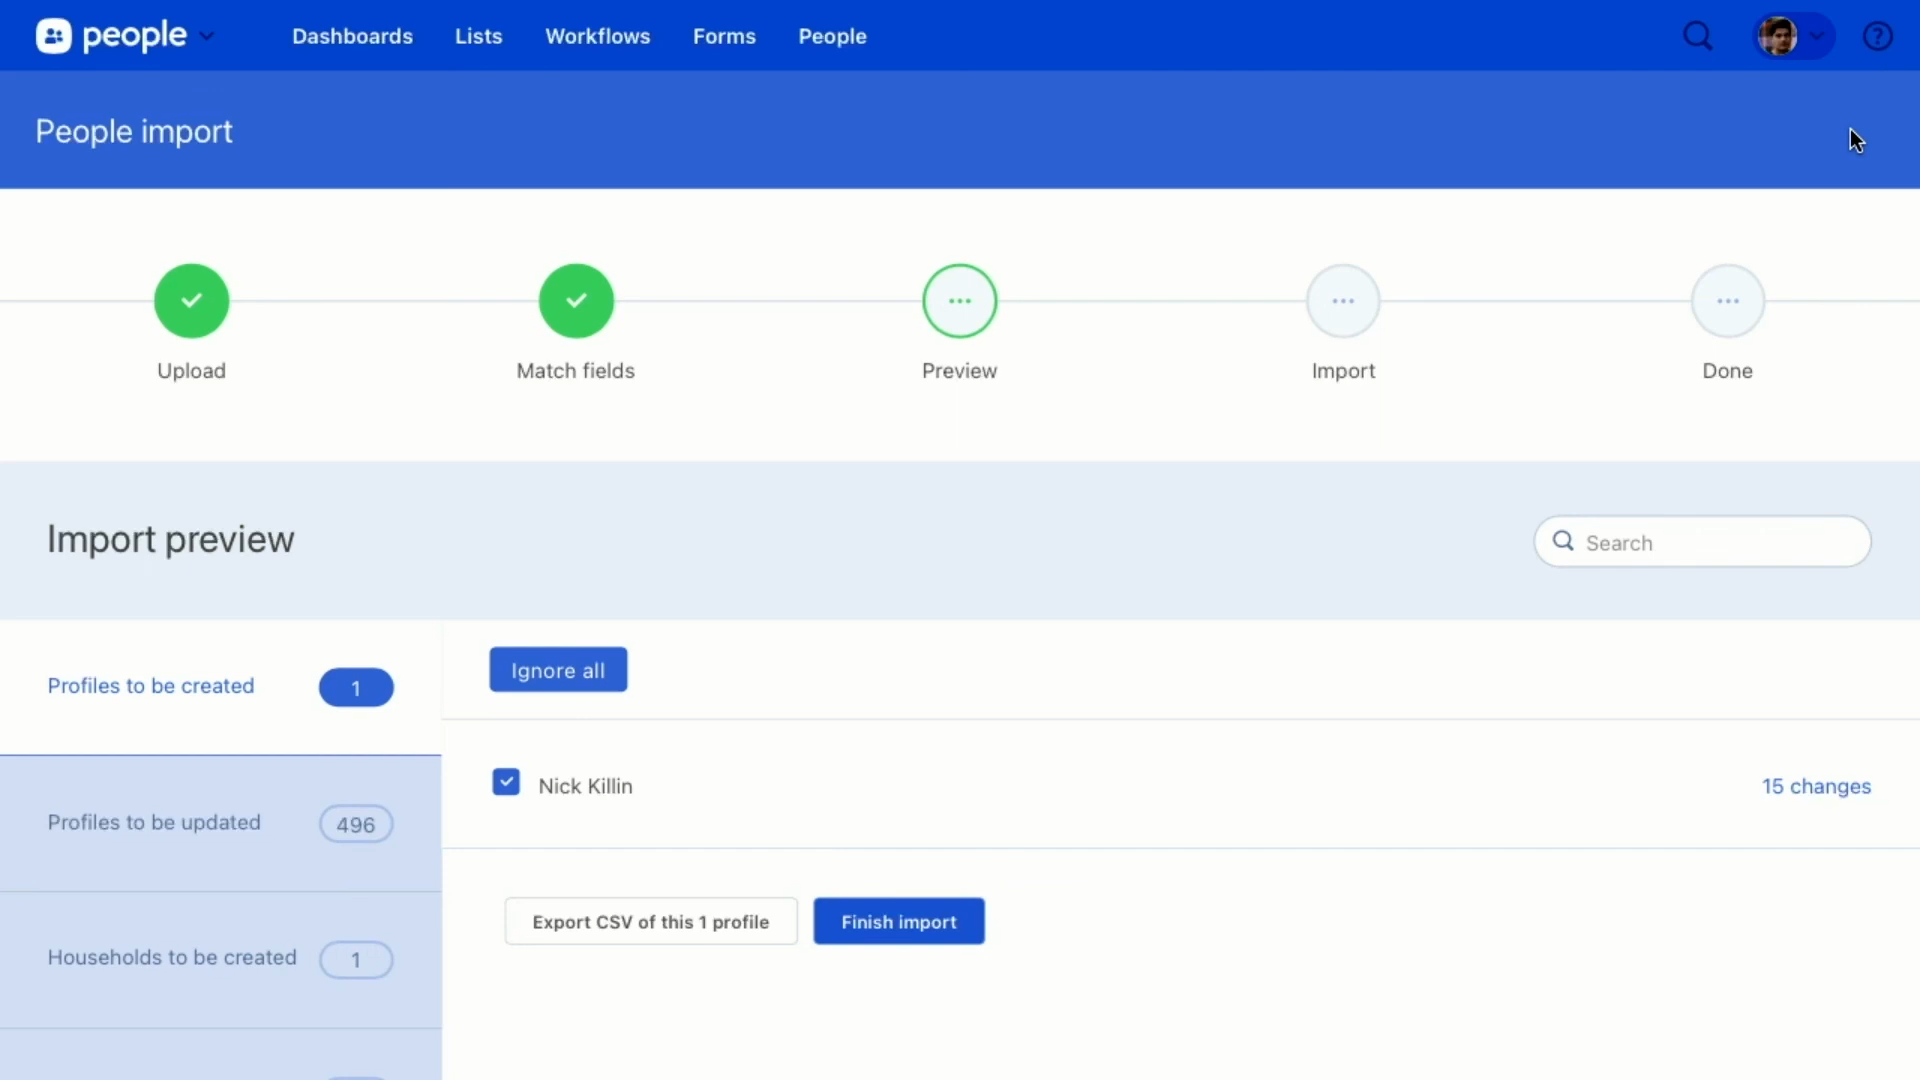 people
Dashboards
Lists
Workflows
Forms
People
People import
Upload
Match fields
Preview
Import
Done
Import preview
Search
Profiles to be created
1
Ignore all
Nick Killin
15 changes
Profiles to be updated
496
Export CSV of this 1 profile
Finish import
Households to be created
1